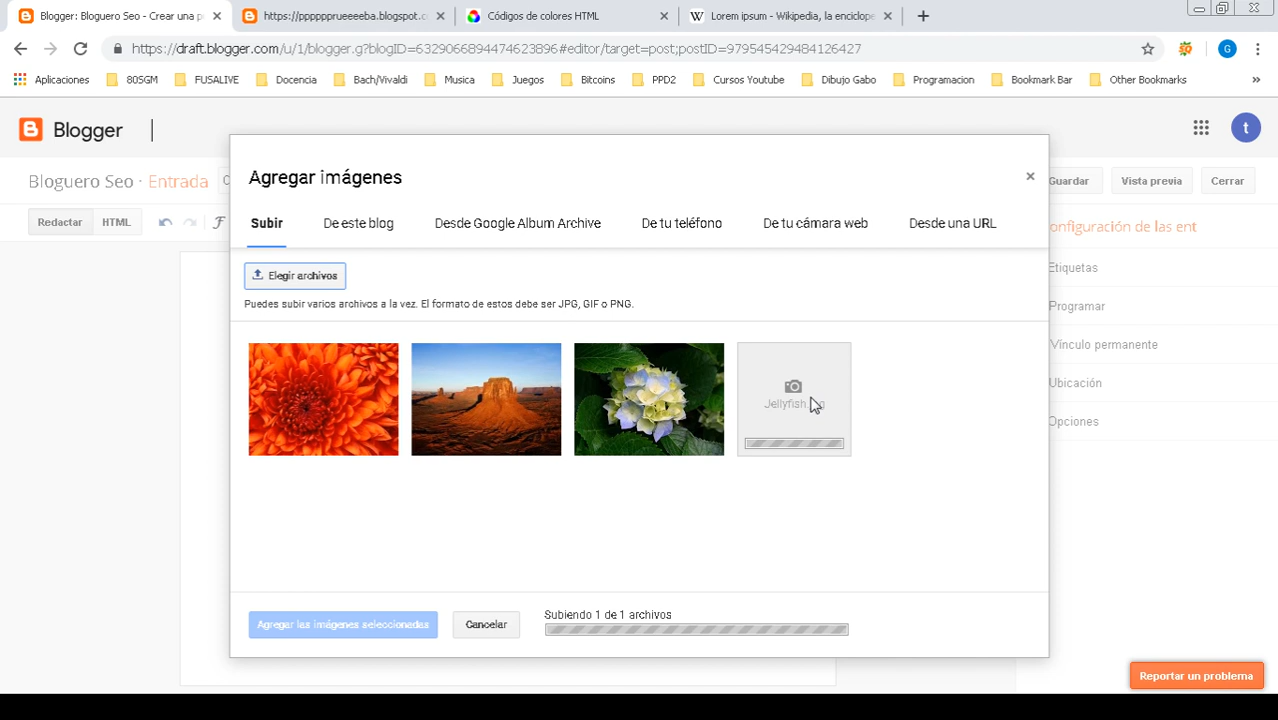 Blogger: Bloguero Seo - Crear una p
https://ppppppprueeeeba.blogspot.c
Códigos de colores HTML
Lorem ipsum - Wikipedia, la enciclope
https://draft.blogger.com/u/1/blogger.g?blogID=6329066894474623896#editor/target=post;postID=979545429484126427
G
Aplicaciones
80SGM
FUSALIVE
Docencia
Bach/Vivaldi
Musica
Juegos
Bitcoins
PPD2
Cursos Youtube
Dibujo Gabo
Programacion
Bookmark Bar
Other Bookmarks
Blogger
t
Bloguero Seo · Entrada
Guardar
Vista previa
Cerrar
Redactar
HTML
Agregar imágenes
Subir
De este blog
Desde Google Album Archive
De tu teléfono
De tu cámara web
Desde una URL
Elegir archivos
Puedes subir varios archivos a la vez. El formato de estos debe ser JPG, GIF o PNG.
onfiguración de las ent
Etiquetas
Programar
Vínculo permanente
Ubicación
Opciones
Agregar las imágenes seleccionadas
Cancelar
Subiendo 1 de 1 archivos
Reportar un problema